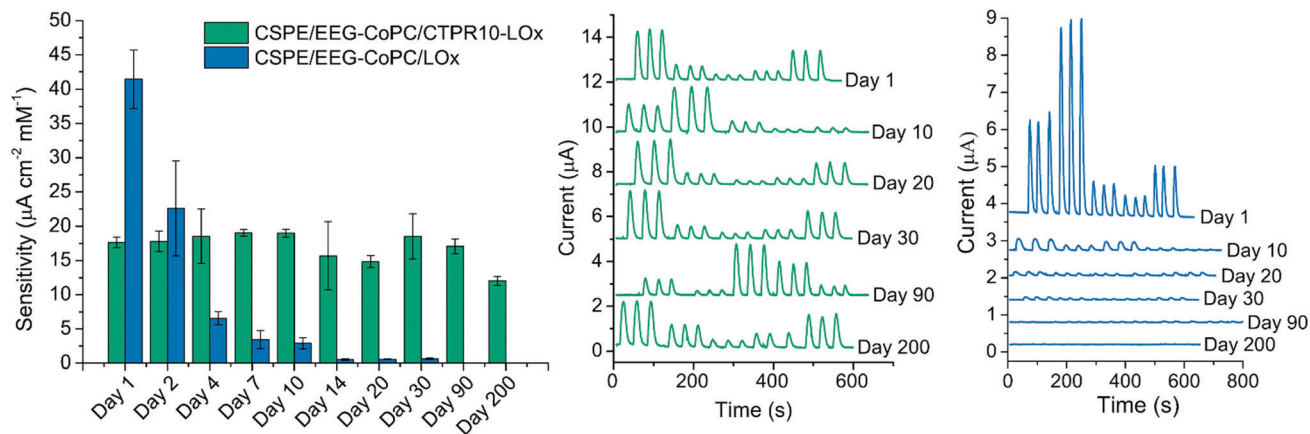 50
45
40
35
30
25
20
15
10
5
0
Sensitivity (µA cm⁻² mM⁻¹)
CSPE/EEG-CoPC/CTPR10-LOx
CSPE/EEG-CoPC/LOx
Day 1
Day 2
Day 4
Day 7
Day 10
Day 14
Day 20
Day 30
Day 90
Day 200
14
12
10
8
6
4
2
0
Current (µA)
Day 1
Day 10
Day 20
Day 30
Day 90
Day 200
0 200 400 600
Time (s)
9
8
7
6
5
4
3
2
1
0
Current (µA)
Day 1
Day 10
Day 20
Day 30
Day 90
Day 200
0 200 400 600 800
Time (s)